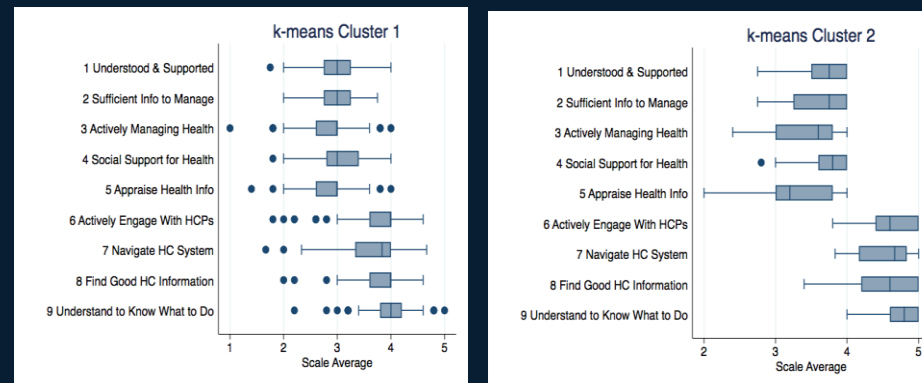 k-means Cluster 1
1 Understood & Supported
2 Sufficient Info to Manage
3 Actively Managing Health
4 Social Support for Health
5 Appraise Health Info
6 Actively Engage With HCPs
7 Navigate HC System
8 Find Good HC Information
9 Understand to Know What to Do
1 2 3 4 5
Scale Average
k-means Cluster 2
1 Understood & Supported
2 Sufficient Info to Manage
3 Actively Managing Health
4 Social Support for Health
5 Appraise Health Info
6 Actively Engage With HCPs
7 Navigate HC System
8 Find Good HC Information
9 Understand to Know What to Do
2 3 4 5
Scale Average